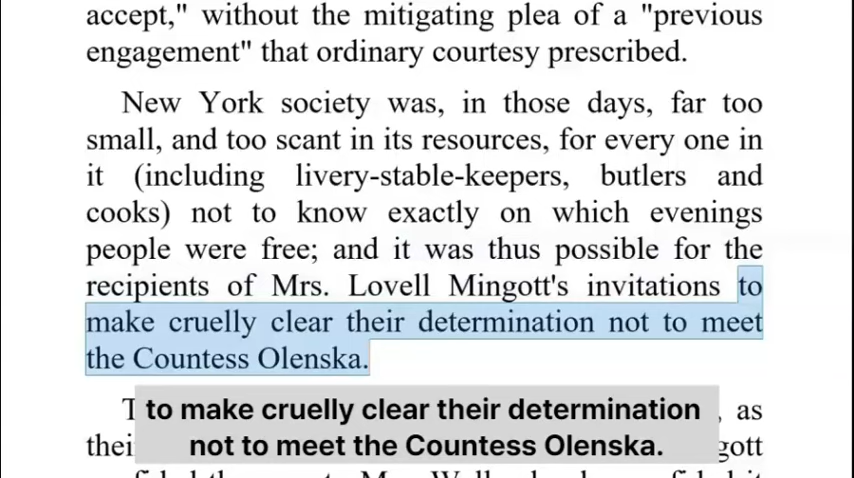 accept," without the mitigating plea of a "previous
engagement" that ordinary courtesy prescribed.
New York society was, in those days, far too
small, and too scant in its resources, for every one in
it (including livery-stable-keepers, butlers and
cooks) not to know exactly on which evenings
people were free; and it was thus possible for the
recipients of Mrs. Lovell Mingott's invitations to
make cruelly clear their determination not to meet
the Countess Olenska.
to make cruelly clear their determination
not to meet the Countess Olenska.
, as